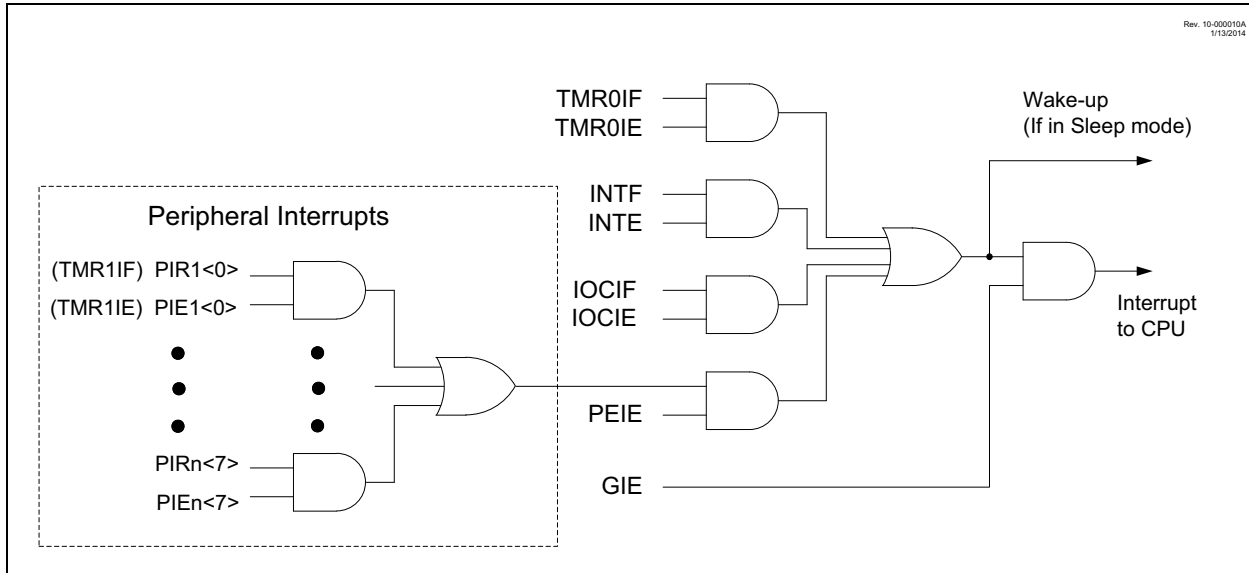 Rev. 10-000010A
1/13/2014
TMR0IF
TMR0IE
Wake-up
(If in Sleep mode)
INTF
INTE
Peripheral Interrupts
(TMR1IF) PIR1<0>
(TMR1IE) PIE1<0>
IOCIF
IOCIE
Interrupt
to CPU
PEIE
PIRn<7>
PIEn<7>
GIE